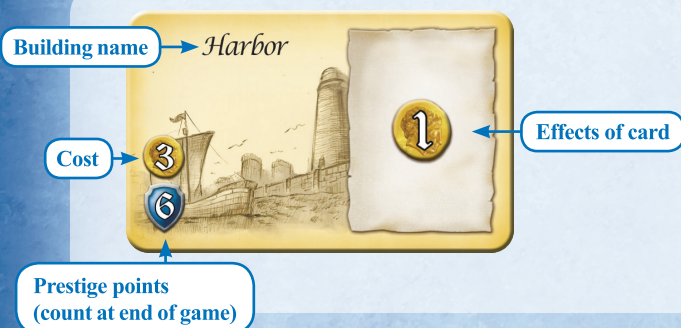 Building name
Harbor
1
Effects of card
Cost
3
6
Prestige points
(count at end of game)